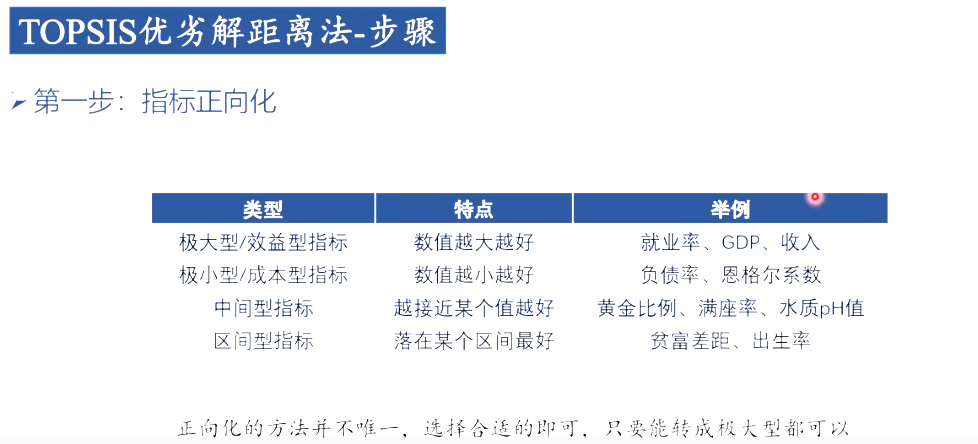 TOPSIS优劣解距离法-步骤
第一步：指标正向化
类型 特点 举例
极大型/效益型指标 数值越大越好 就业率、GDP、收入
极小型/成本型指标 数值越小越好 负债率、恩格尔系数
中间型指标 越接近某个值越好 黄金比例、满座率、水质pH值
区间型指标 落在某个区间最好 贫富差距、出生率
正向化的方法并不唯一，选择合适的即可，只要能转成极大型都可以